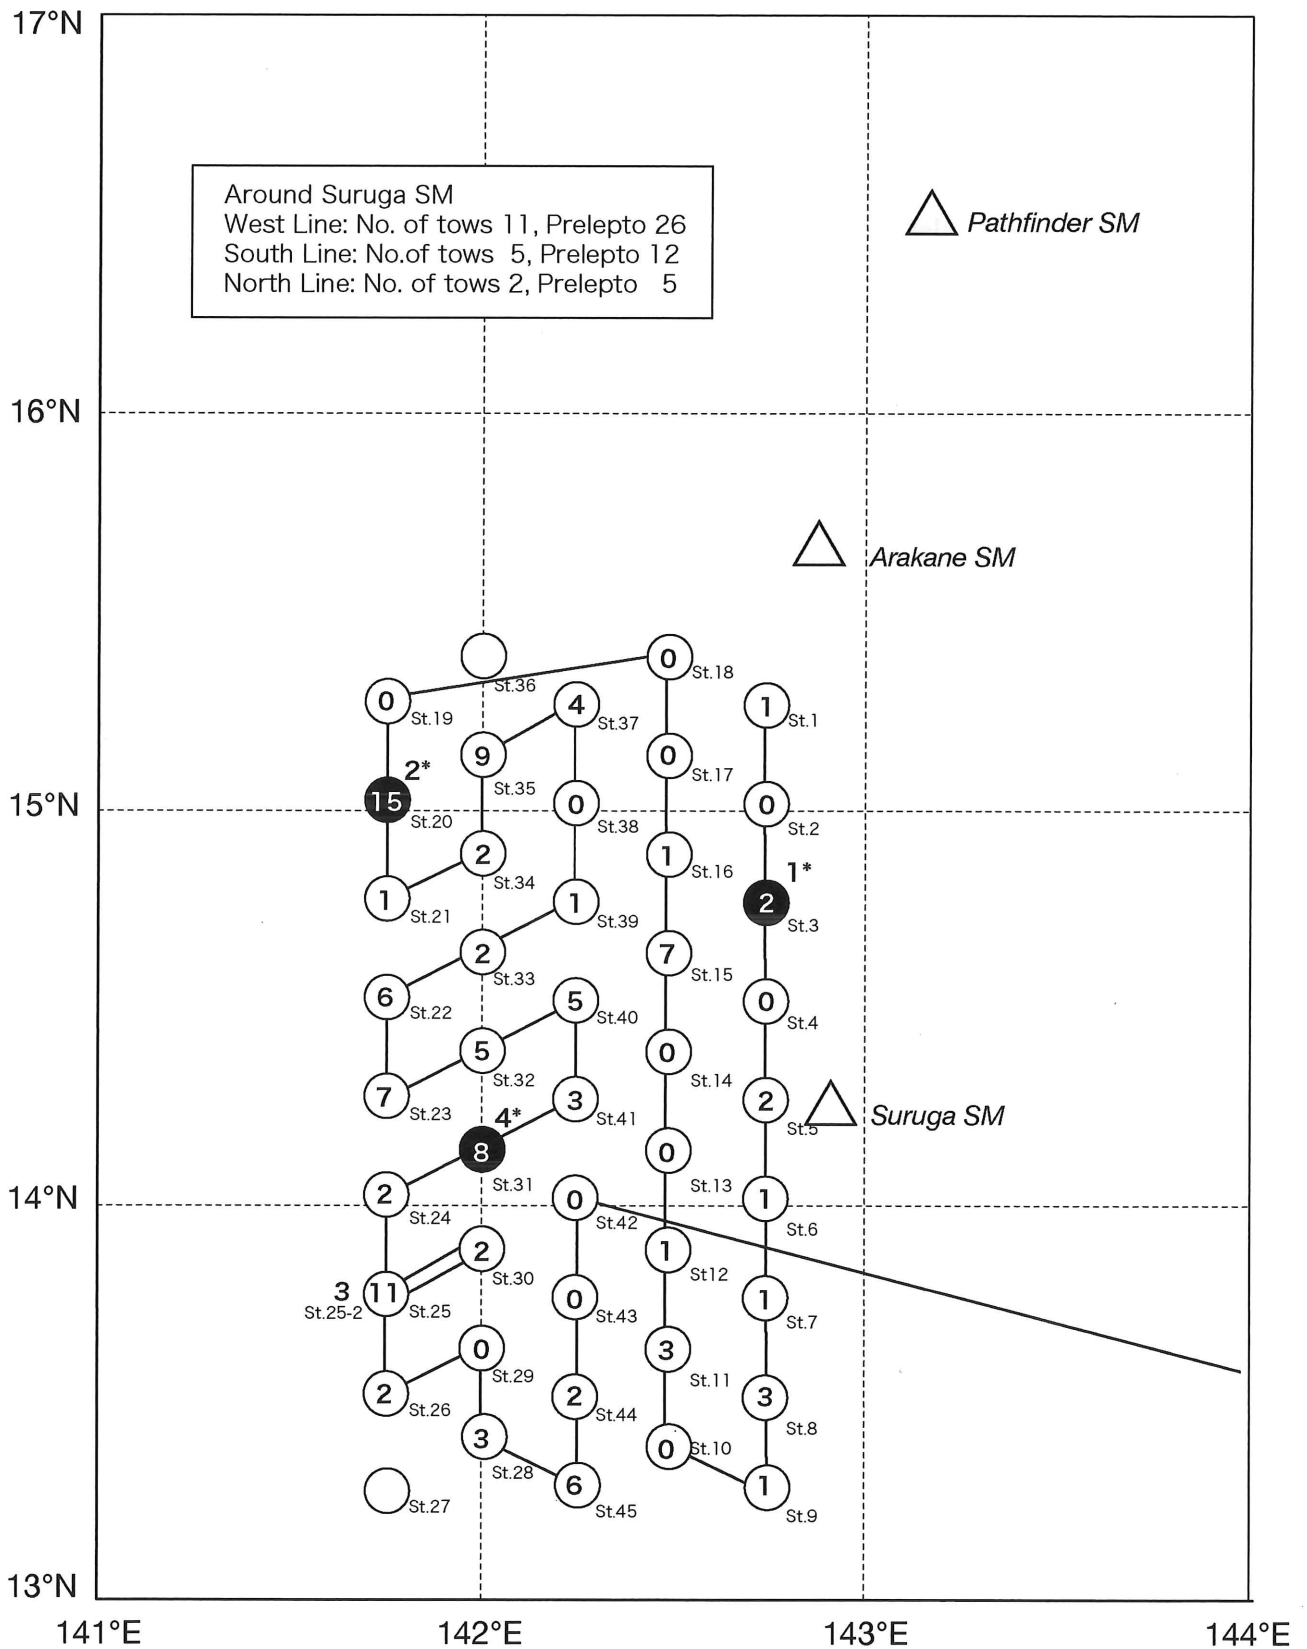 17°N
Around Suruga SM
West Line: No. of tows 11, Prelepto 26
South Line: No.of tows 5, Prelepto 12
North Line: No. of tows 2, Prelepto 5
Pathfinder SM
16°N
Arakane SM
St.36
0 St.18
0 St.19
4 St.37
1 St.1
9 St.35
0 St.17
2*
15 St.20
15°N
0 St.38
0 St.2
2 St.34
1 St.16
1*
2 St.3
1 St.21
1 St.39
2 St.33
7 St.15
6 St.22
5 St.40
0 St.4
5 St.32
0 St.14
7 St.23
3 St.41
2 St.5
Suruga SM
4*
8 St.31
0 St.13
14°N
2 St.24
0 St.42
1 St.6
2 St.30
1 St12
3 St.25-2
11 St.25
0 St.43
1 St.7
0 St.29
3 St.11
2 St.26
2 St.44
3 St.8
3 St.28
0 St.10
St.27
6 St.45
1 St.9
13°N
141°E 142°E 143°E 144°E